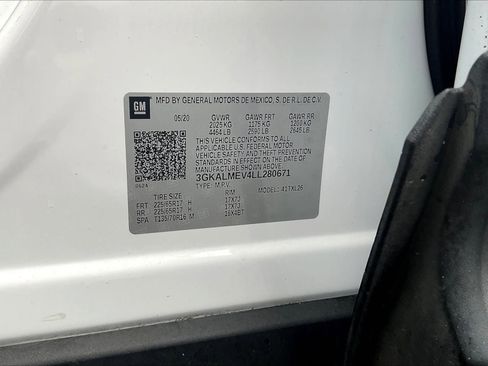 GM
MFD BY GENERAL MOTORS DE MEXICO, S. DE R.L. DE C.V.
05/20 GVWR GAWR FRT GAWR RR
2025 KG 1175 KG 1200 KG
4464 LB 2590 LB 2645 LB
THIS VEHICLE CONFORMS TO ALL
APPLICABLE U.S. FEDERAL MOTOR
VEHICLE SAFETY AND THEFT
PREVENTION STANDARDS IN EFFECT
ON THE DATE OF MANUFACTURE
SHOWN ABOVE.
3GKALMEV4LL280671
TYPE: M.P.V. MODEL: 41TXL26
TIRE SIZE RIM
FRT 225/65R17 H 17X7J
RR 225/65R17 H 17X7J
SPA T135/70R16 M 16X4BT